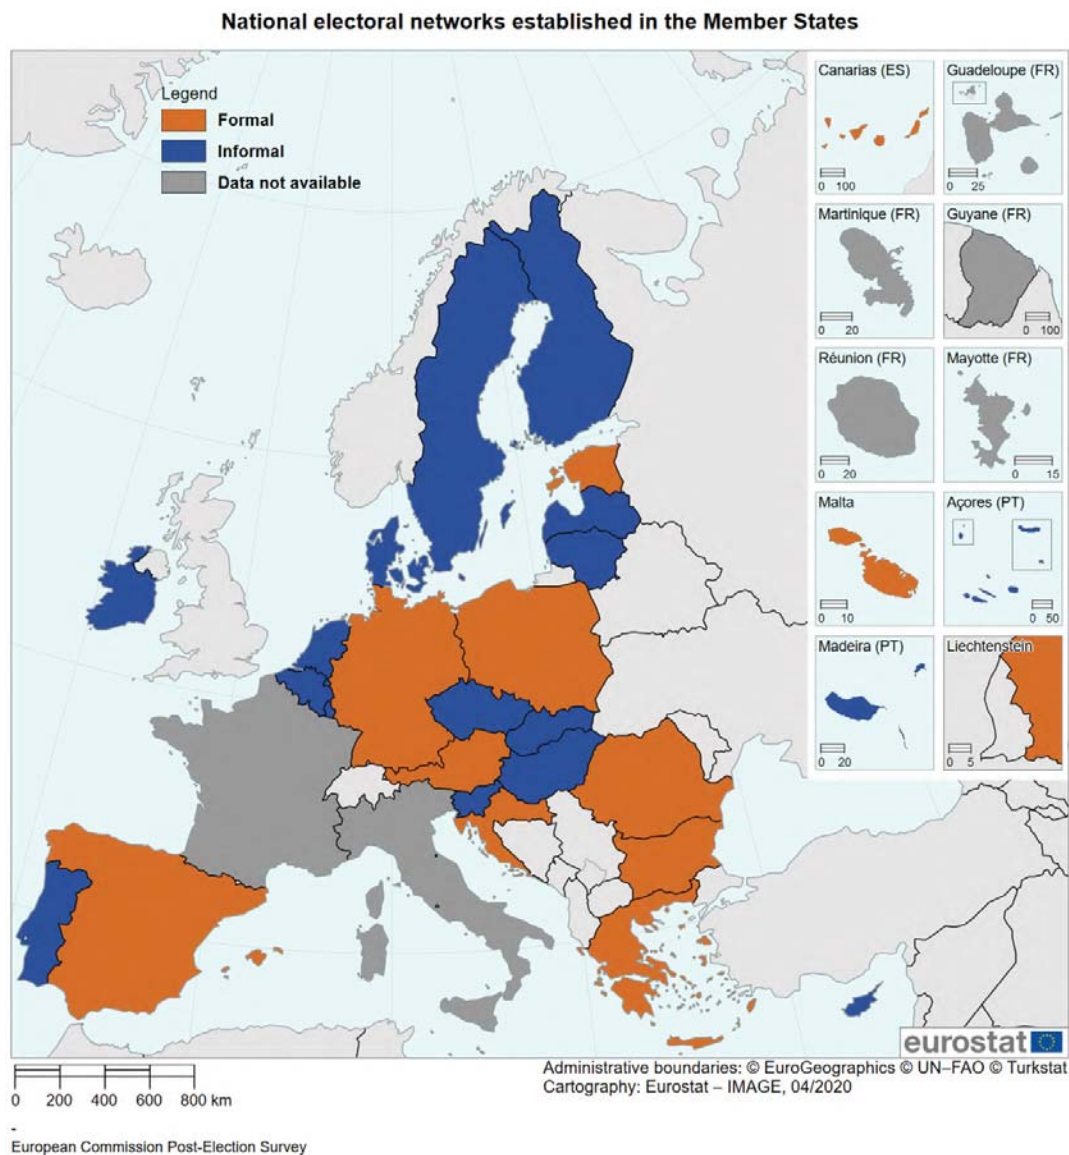 National electoral networks established in the Member States
Legend
Formal
Informal
Data not available
Canarias (ES)
0 100
Guadeloupe (FR)
0 25
Martinique (FR)
0 20
Guyane (FR)
0 100
Réunion (FR)
0 20
Mayotte (FR)
0 15
Malta
0 10
Açores (PT)
0 50
Madeira (PT)
0 20
Liechtenstein
0 5
eurostat
Administrative boundaries: © EuroGeographics © UN–FAO © Turkstat
Cartography: Eurostat – IMAGE, 04/2020
0 200 400 600 800 km
-
European Commission Post-Election Survey